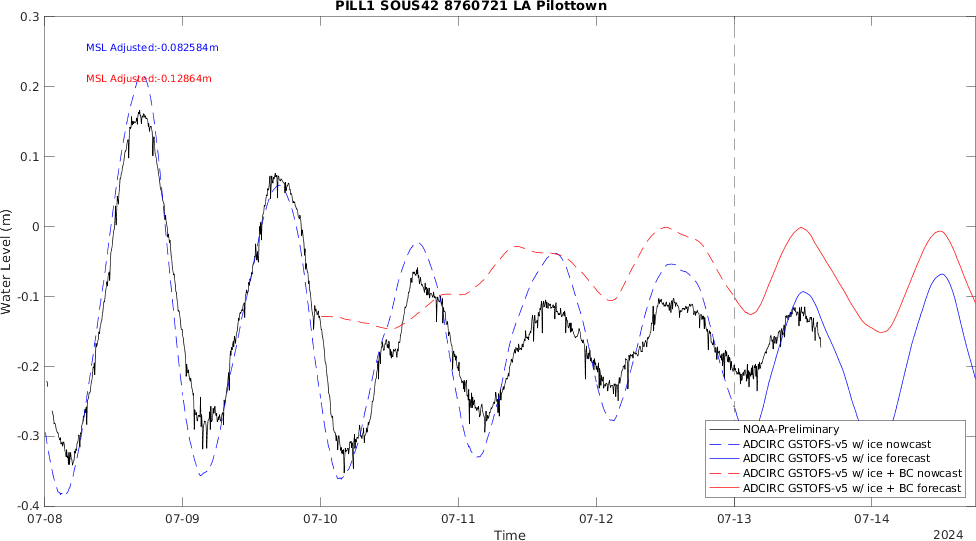 PILL1 SOUS42 8760721 LA Pilottown
MSL Adjusted:-0.082584m
MSL Adjusted:-0.12864m
Water Level (m)
0.3
0.2
0.1
0
-0.1
-0.2
-0.3
-0.4
NOAA-Preliminary
ADCIRC GSTOFS-v5 w/ ice nowcast
ADCIRC GSTOFS-v5 w/ ice forecast
ADCIRC GSTOFS-v5 w/ ice + BC nowcast
ADCIRC GSTOFS-v5 w/ ice + BC forecast
07-08 07-09 07-10 07-11 07-12 07-13 07-14
Time
2024